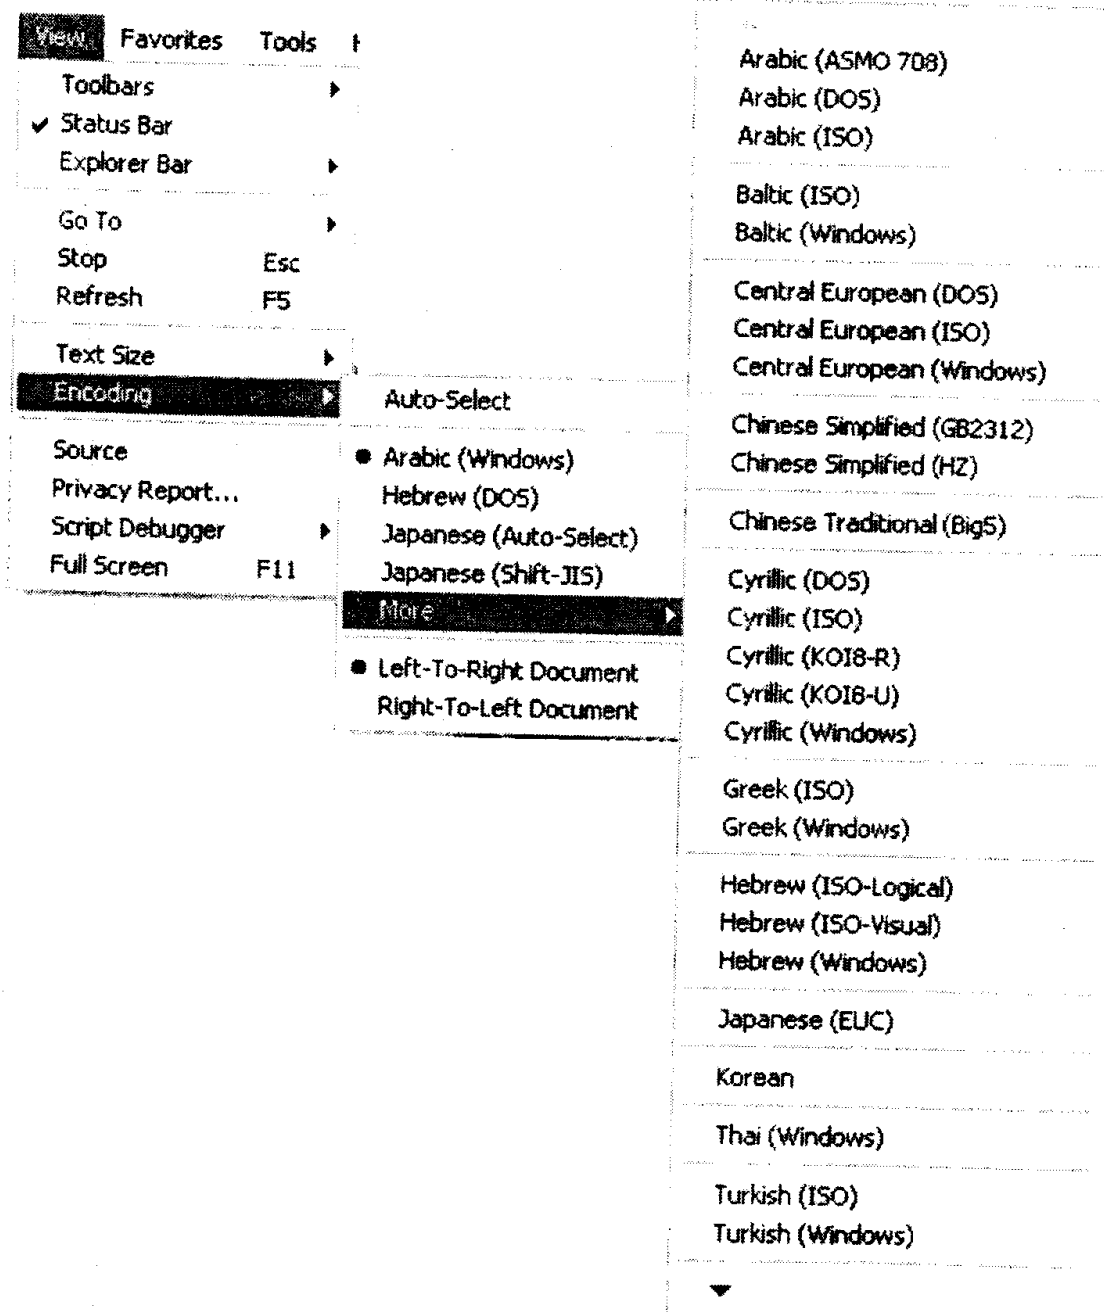 View Favorites Tools
Toolbars
Status Bar
Explorer Bar
Go To
Stop Esc
Refresh F5
Text Size
Encoding
Source
Privacy Report...
Script Debugger
Full Screen F11
Auto-Select
Arabic (Windows)
Hebrew (DOS)
Japanese (Auto-Select)
Japanese (Shift-JIS)
More
Left-To-Right Document
Right-To-Left Document
Arabic (ASMO 708)
Arabic (DOS)
Arabic (ISO)
Baltic (ISO)
Baltic (Windows)
Central European (DOS)
Central European (ISO)
Central European (Windows)
Chinese Simplified (GB2312)
Chinese Simplified (HZ)
Chinese Traditional (Big5)
Cyrillic (DOS)
Cyrillic (ISO)
Cyrillic (KOI8-R)
Cyrillic (KOI8-U)
Cyrillic (Windows)
Greek (ISO)
Greek (Windows)
Hebrew (ISO-Logical)
Hebrew (ISO-Visual)
Hebrew (Windows)
Japanese (EUC)
Korean
Thai (Windows)
Turkish (ISO)
Turkish (Windows)